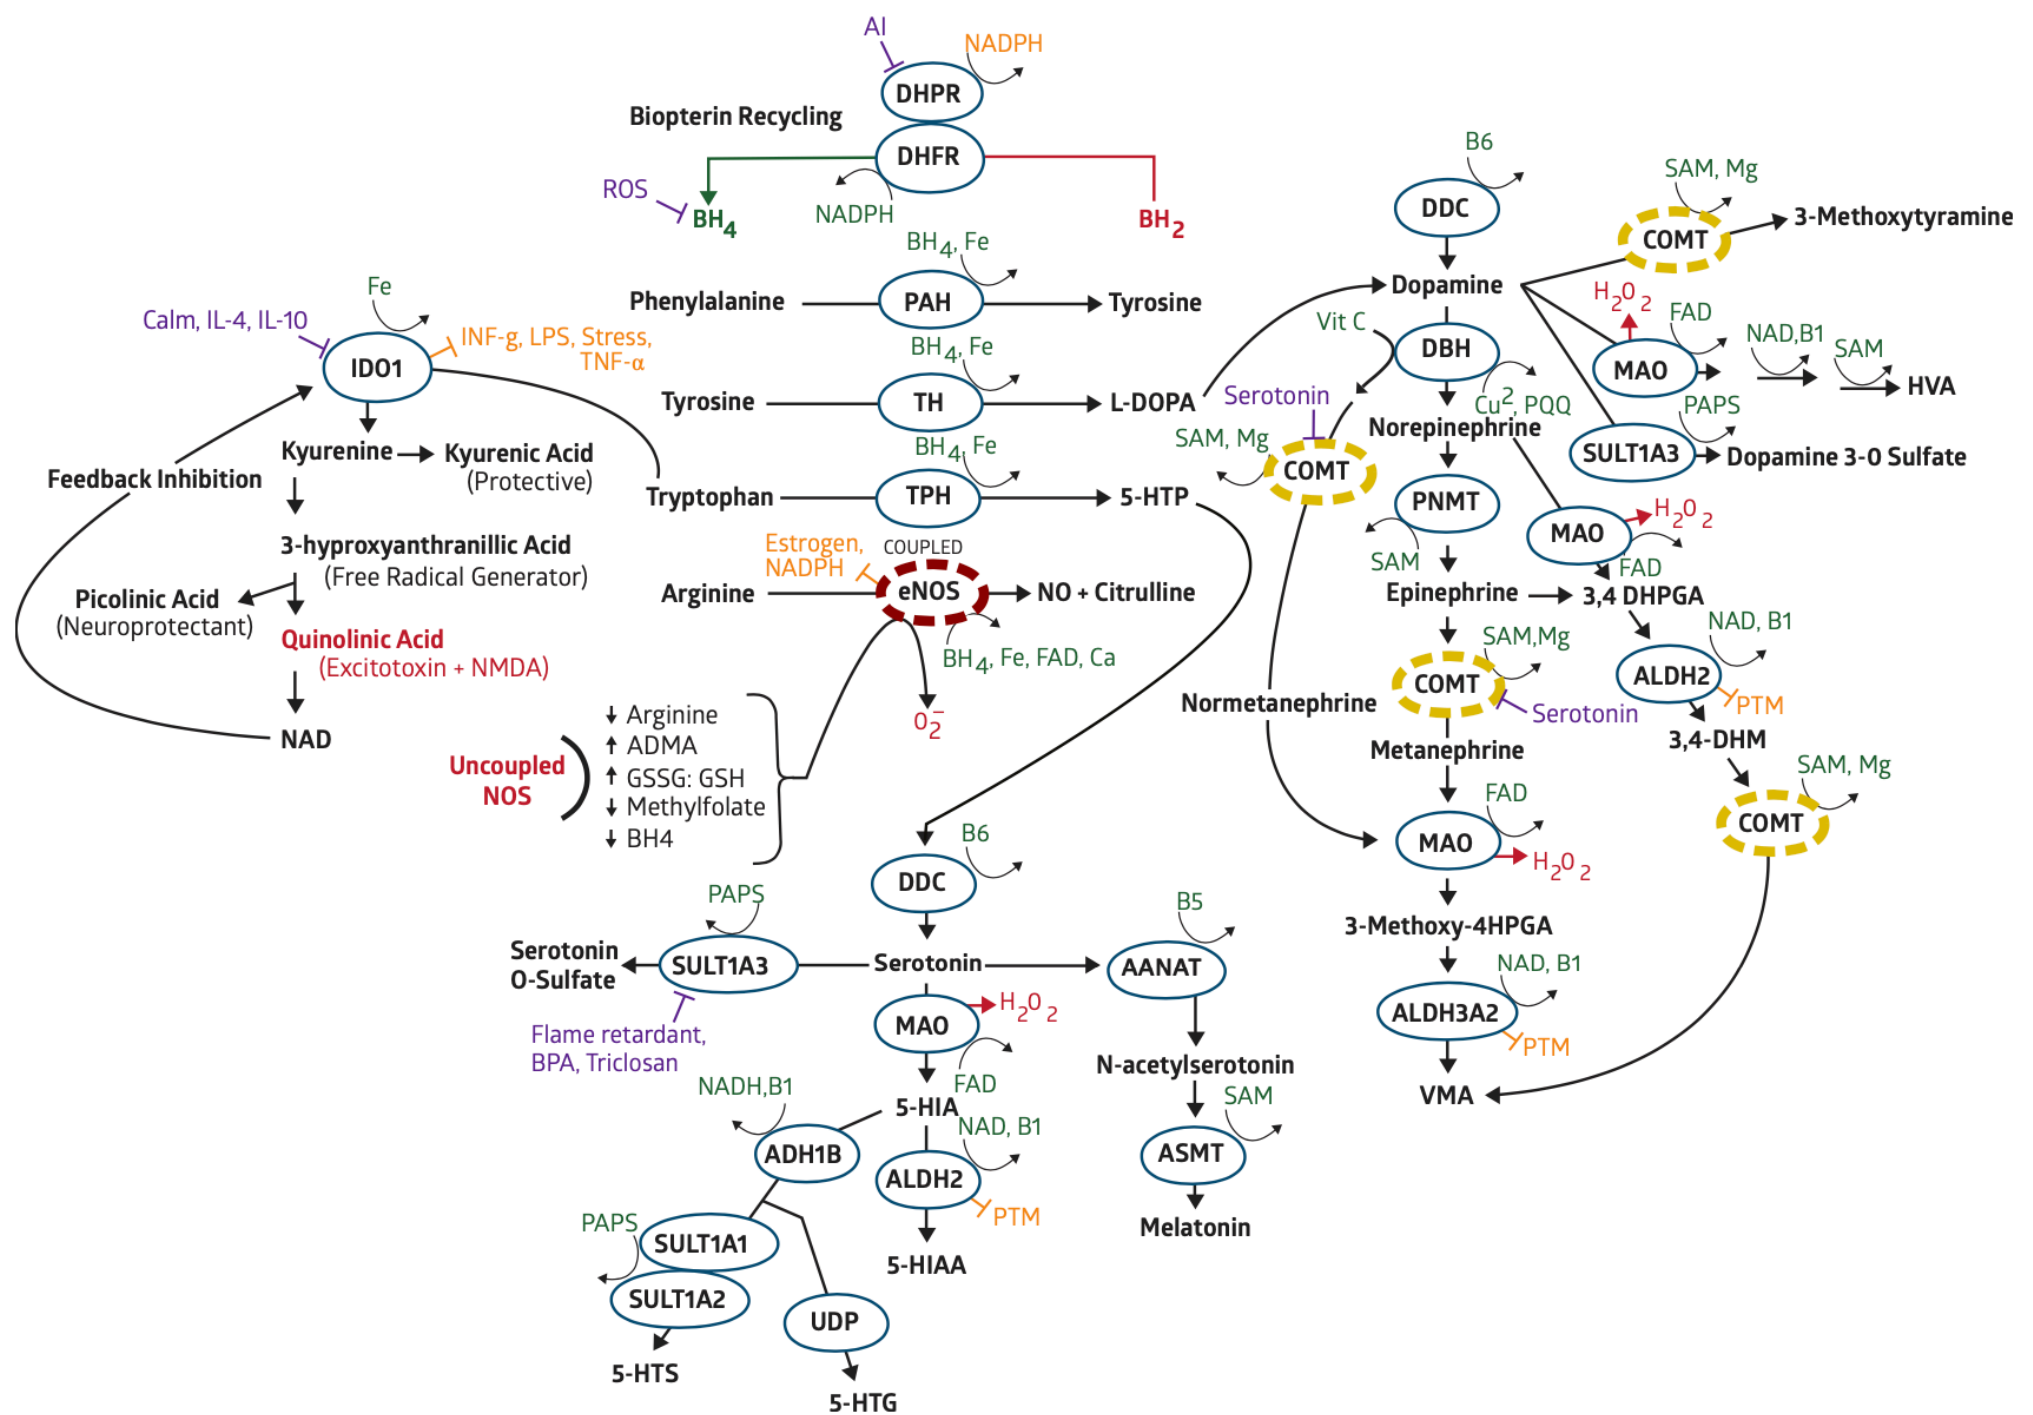 AI
NADPH
DHPR
Biopterin Recycling
DHFR
ROS
BH4
NADPH
BH2
BH4, Fe
Phenylalanine
PAH
Tyrosine
BH4, Fe
Tyrosine
TH
L-DOPA
BH4, Fe
Tryptophan
TPH
5-HTP
Estrogen,
NADPH
COUPLED
Arginine
eNOS
NO + Citrulline
BH4, Fe, FAD, Ca
O2−
Fe
Calm, IL-4, IL-10
INF-g, LPS, Stress,
TNF-α
IDO1
Kyurenine
Kyurenic Acid
(Protective)
Feedback Inhibition
3-hyproxyanthranillic Acid
(Free Radical Generator)
Picolinic Acid
(Neuroprotectant)
Quinolinic Acid
(Excitotoxin + NMDA)
NAD
Uncoupled
NOS
Arginine
ADMA
GSSG: GSH
Methylfolate
BH4
B6
DDC
PAPS
Serotonin
O-Sulfate
SULT1A3
Serotonin
B5
AANAT
Flame retardant,
BPA, Triclosan
MAO
H2O2
FAD
N-acetylserotonin
NADH,B1
5-HIA
NAD, B1
SAM
ADH1B
ALDH2
PTM
ASMT
Melatonin
PAPS
SULT1A1
SULT1A2
UDP
5-HIAA
5-HTS
5-HTG
B6
DDC
Dopamine
SAM, Mg
COMT
3-Methoxytyramine
H2O2
FAD
MAO
NAD,B1
SAM
HVA
PAPS
SULT1A3
Dopamine 3-0 Sulfate
Vit C
DBH
Cu2, PQQ
Serotonin
Norepinephrine
SAM, Mg
COMT
PNMT
SAM
MAO
H2O2
FAD
Epinephrine
3,4 DHPGA
SAM,Mg
COMT
Serotonin
NAD, B1
ALDH2
PTM
Normetanephrine
Metanephrine
3,4-DHM
SAM, Mg
COMT
FAD
MAO
H2O2
3-Methoxy-4HPGA
NAD, B1
ALDH3A2
PTM
VMA